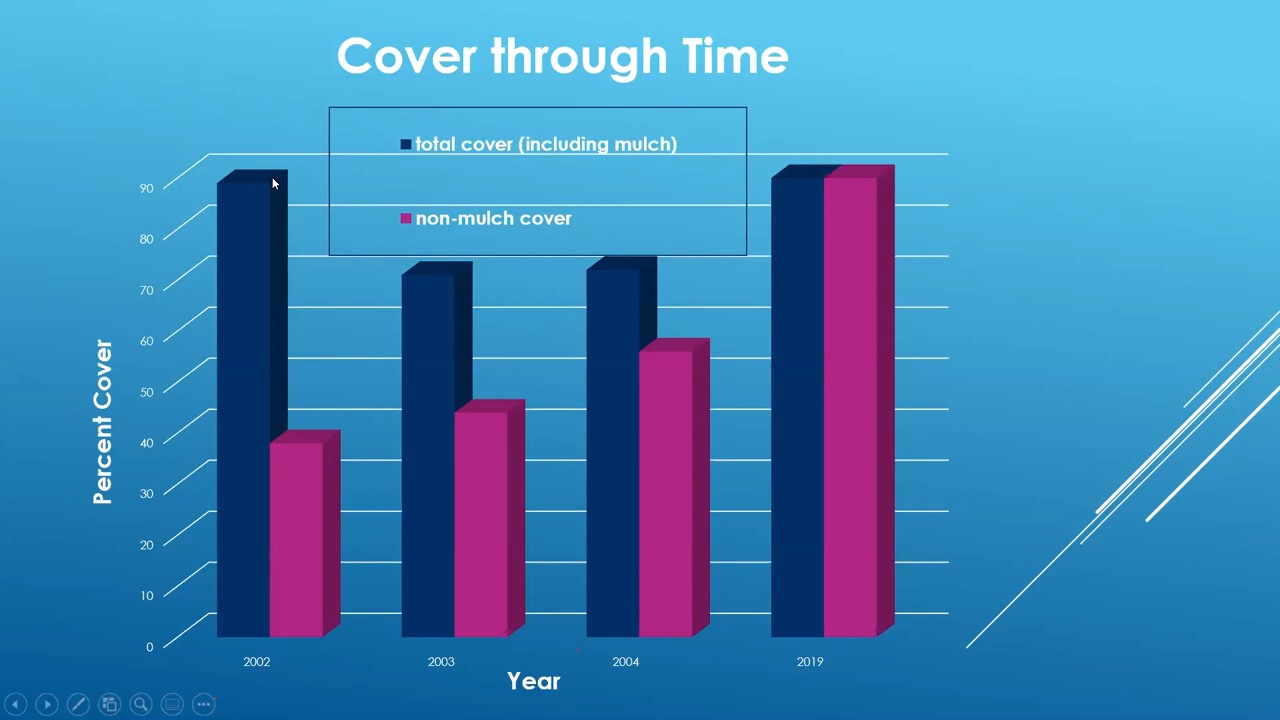 Cover through Time
total cover (including mulch)
non-mulch cover
90
80
70
60
50
40
30
20
10
0
Percent Cover
2002 2003 2004 2019
Year